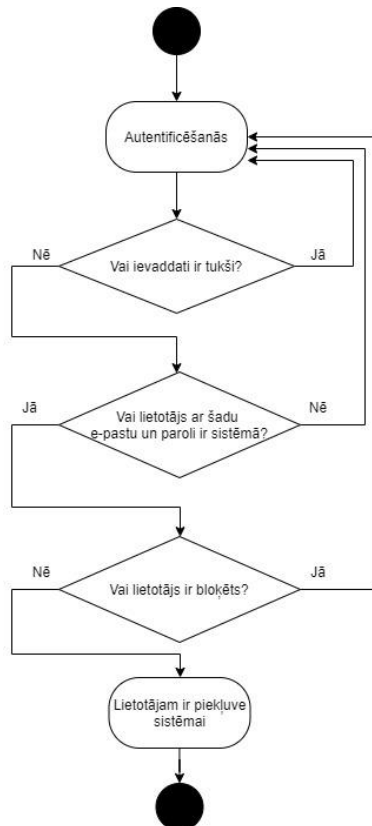 Autentificēšanās
Nē
Vai ievaddati ir tukši?
Jā
Jā
Vai lietotājs ar šadu
e-pastu un paroli ir sistēmā?
Nē
Nē
Vai lietotājs ir bloķēts?
Jā
Lietotājam ir piekļuve
sistēmai